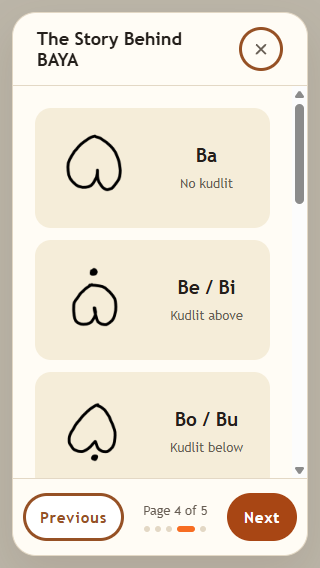 The Story Behind
BAYA
ᜊ
Ba
No kudlit
ᜊᜒ
Be / Bi
Kudlit above
ᜊᜓ
Bo / Bu
Kudlit below
Previous
Page 4 of 5
Next